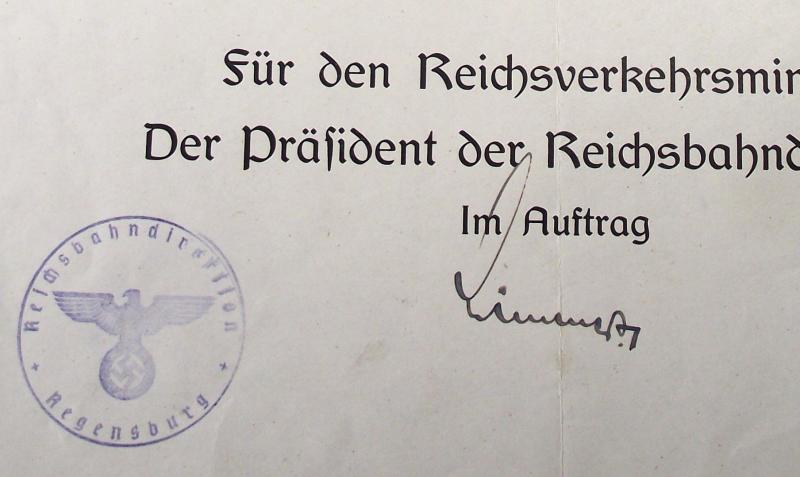 Für den Reichsverkehrsmin
Der Präſident der Reichsbahnd
Im Auftrag
Reichsbahndirektion
Regensburg